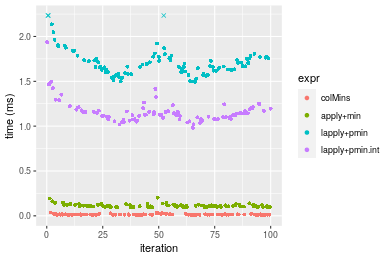 2.0
1.5
1.0
0.5
0.0
time (ms)
0
25
50
75
100
iteration
expr
colMins
apply+min
lapply+pmin
lapply+pmin.int